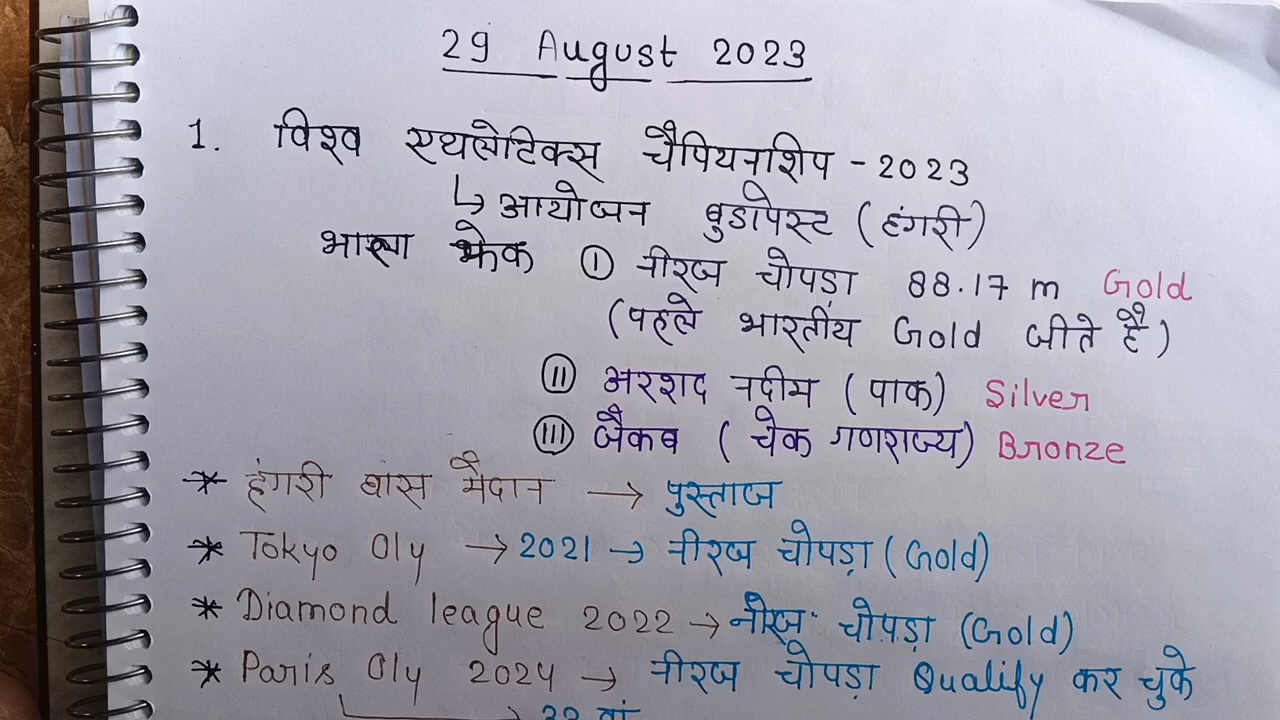 29 August 2023
1. विश्व एथलेटिक्स चैपियनशिप - 2023
↳ आयोजन बुडापेस्ट (हंगरी)
भाला फेक ① नीरज चोपड़ा 88.17 m Gold
(पहले भारतीय Gold जीते है)
② अरशद नदीम (पाक) Silver
③ जैकब (चेक गणराज्य) Bronze
* हंगरी घास मैदान → पुस्ताज
* Tokyo Oly → 2021 → नीरज चोपड़ा (Gold)
* Diamond league 2022 → नीरज चोपड़ा (Gold)
* Paris Oly 2024 → नीरज चोपड़ा Qualify कर चुके